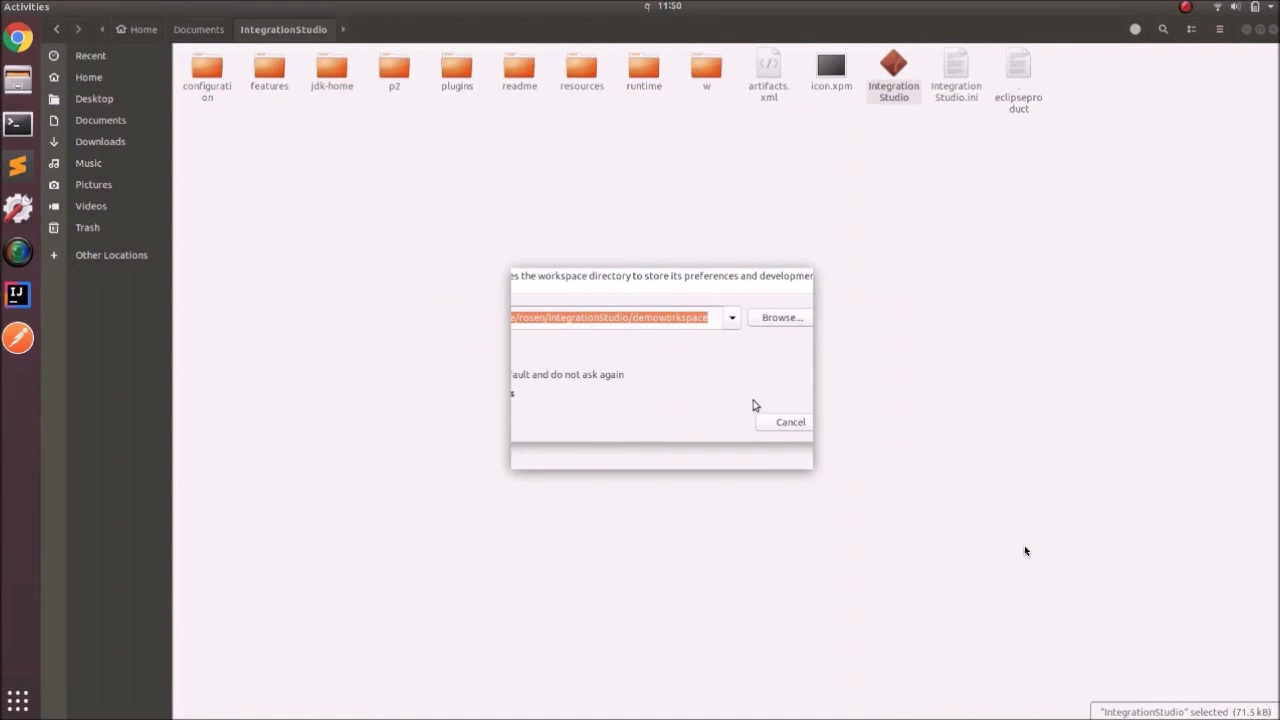 Activities
11:50
Home
Documents
IntegrationStudio
Recent
Home
Desktop
Documents
Downloads
Music
Pictures
Videos
Trash
Other Locations
configurati
on
features
jdk-home
p2
plugins
readme
resources
runtime
w
artifacts.
xml
icon.xpm
Integration
Studio
Integration
Studio.ini
.
eclipsepro
duct
es the workspace directory to store its preferences and developmen
e/rosen/IntegrationStudio/demoworkspace
Browse...
ault and do not ask again
s
Cancel
"IntegrationStudio" selected (71.5 kB)